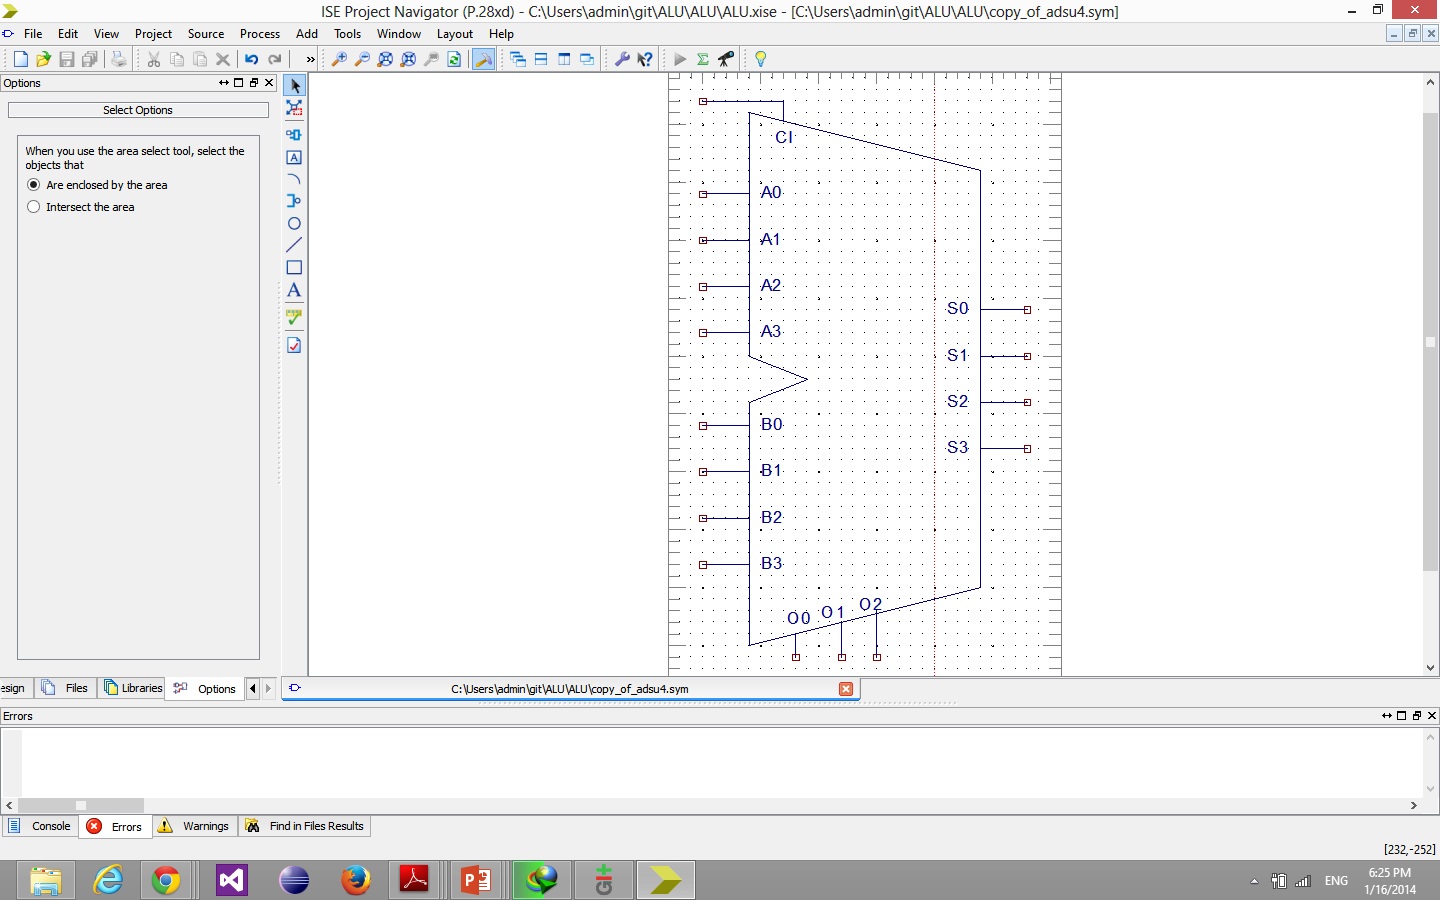 ISE Project Navigator (P.28xd) - C:\Users\admin\git\ALU\ALU\ALU.xise - [C:\Users\admin\git\ALU\ALU\copy_of_adsu4.sym]
File Edit View Project Source Process Add Tools Window Layout Help
Options
Select Options
When you use the area select tool, select the
objects that
Are enclosed by the area
Intersect the area
CI
A0
A1
A2
A3
B0
B1
B2
B3
S0
S1
S2
S3
O0 O1 O2
esign Files Libraries Options
C:\Users\admin\git\ALU\ALU\copy_of_adsu4.sym
Errors
Console Errors Warnings Find in Files Results
[232,-252]
ENG
6:25 PM
1/16/2014